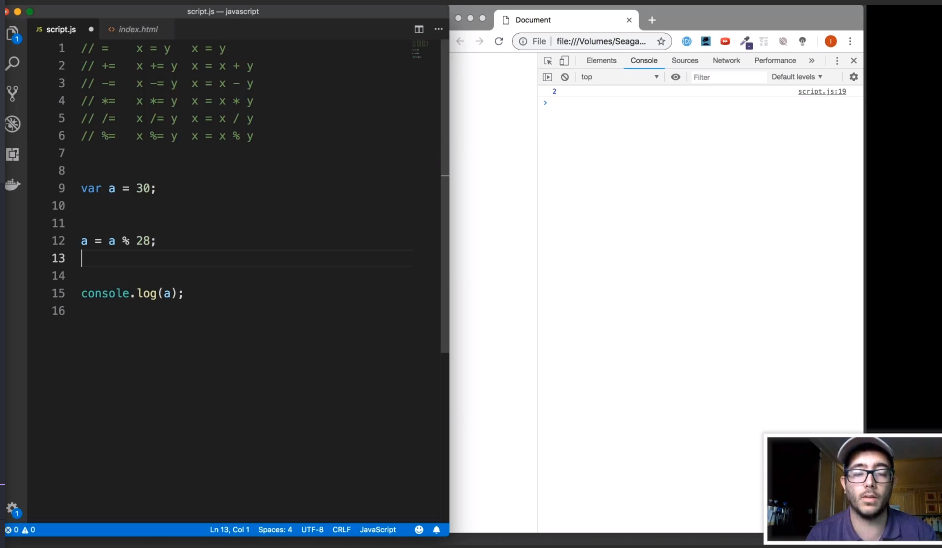 script.js — javascript
JS script.js
<> index.html
1 // =    x = y   x = y
2 // +=   x += y  x = x + y
3 // -=   x -= y  x = x - y
4 // *=   x *= y  x = x * y
5 // /=   x /= y  x = x / y
6 // %=   x %= y  x = x % y
7
8
9 var a = 30;
10
11
12 a = a % 28;
13
14
15 console.log(a);
16
1
1
0 0 Ln 13, Col 1 Spaces: 4 UTF-8 CRLF JavaScript
Document
File file:///Volumes/Seaga...
Elements Console Sources Network Performance »
top Filter Default levels
2 script.js:19
>